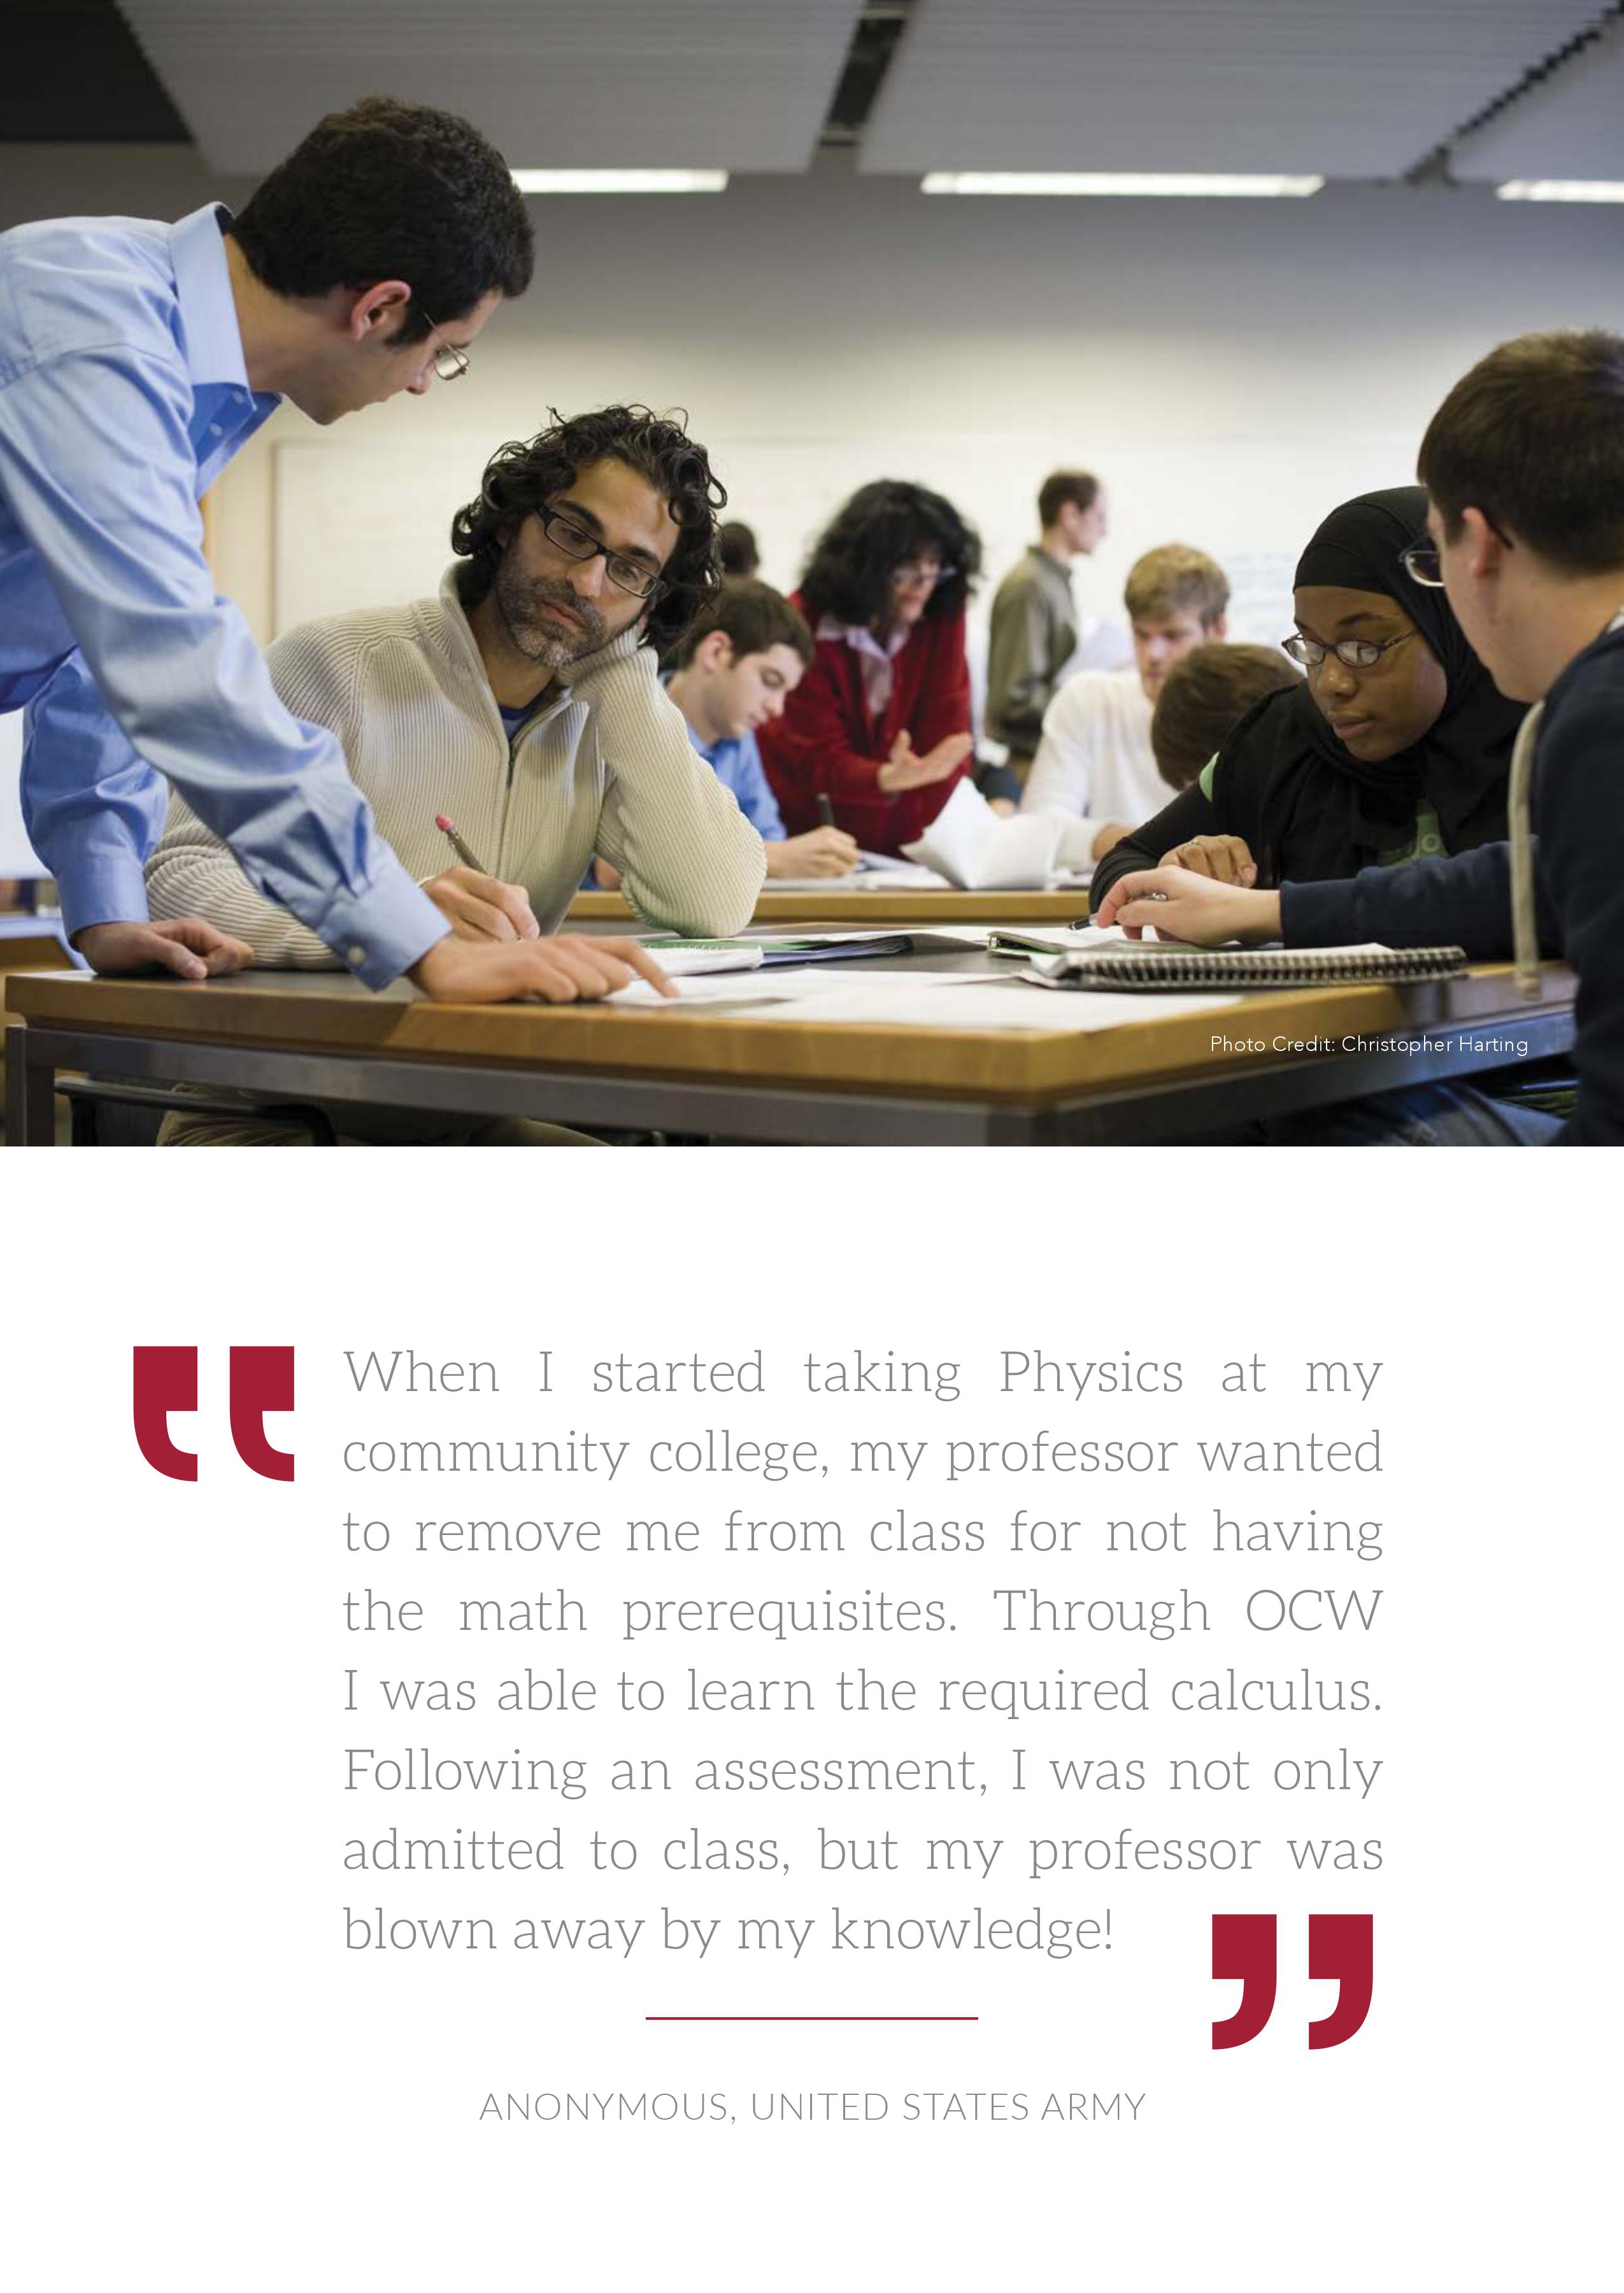 Photo Credit: Christopher Harting
“When I started taking Physics at my
community college, my professor wanted
to remove me from class for not having
the math prerequisites. Through OCW
I was able to learn the required calculus.
Following an assessment, I was not only
admitted to class, but my professor was
blown away by my knowledge!”
ANONYMOUS, UNITED STATES ARMY